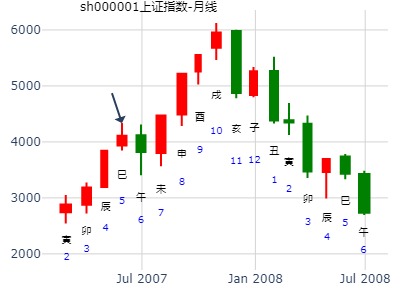 sh000001上证指数-月线
6000
5000
4000
3000
2000
寅
2
卯
3
辰
4
巳
5
午
6
未
7
申
8
酉
9
戌
10
亥
11
子
12
丑
1
寅
2
卯
3
辰
4
巳
5
午
6
Jul 2007
Jan 2008
Jul 2008